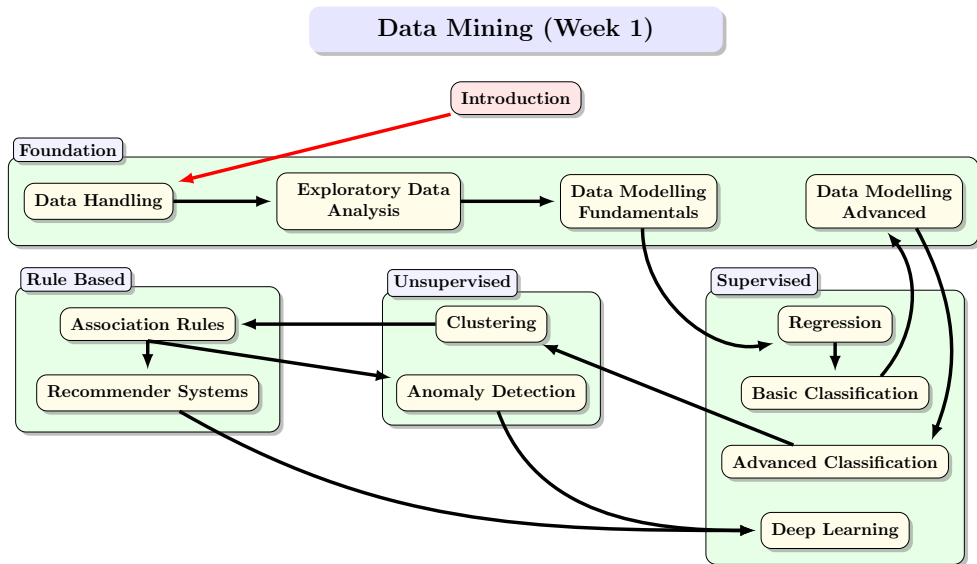 Data Mining (Week 1)
Introduction
Foundation
Data Handling
Exploratory Data
Analysis
Data Modelling
Fundamentals
Data Modelling
Advanced
Rule Based
Association Rules
Recommender Systems
Unsupervised
Clustering
Anomaly Detection
Supervised
Regression
Basic Classification
Advanced Classification
Deep Learning